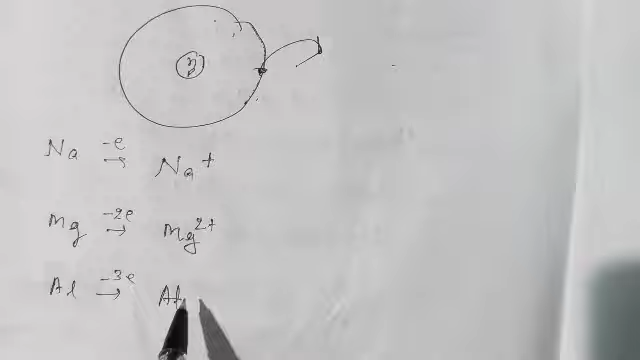 n
Na -e → Na+
Mg -2e → Mg2+
Al -3e → Al